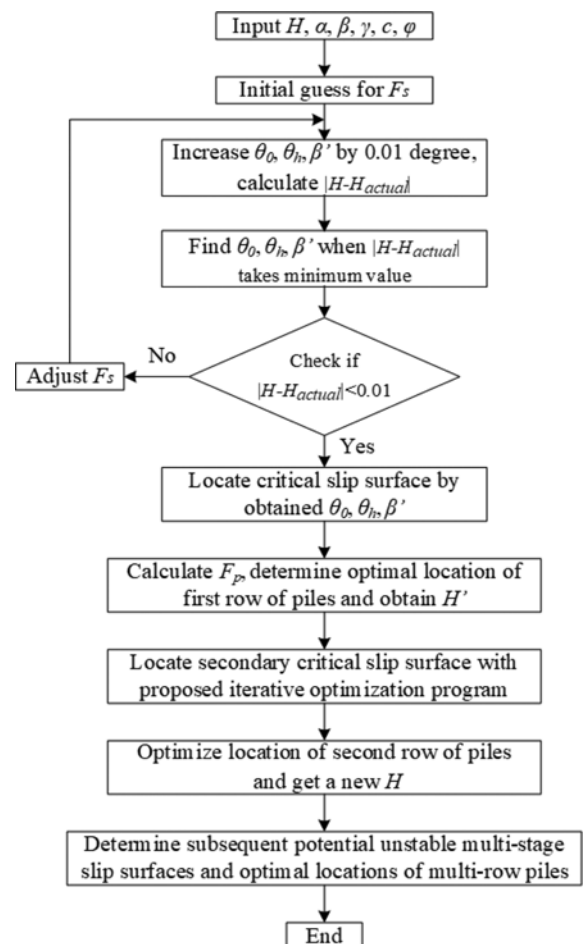 Input H, α, β, γ, c, φ
Initial guess for Fs
Increase θ0, θh, β’ by 0.01 degree,
calculate |H-Hactual|
Find θ0, θh, β’ when |H-Hactual|
takes minimum value
Check if
|H-Hactual|<0.01
No
Adjust Fs
Yes
Locate critical slip surface by
obtained θ0, θh, β’
Calculate Fp, determine optimal location of
first row of piles and obtain H’
Locate secondary critical slip surface with
proposed iterative optimization program
Optimize location of second row of piles
and get a new H
Determine subsequent potential unstable multi-stage
slip surfaces and optimal locations of multi-row piles
End